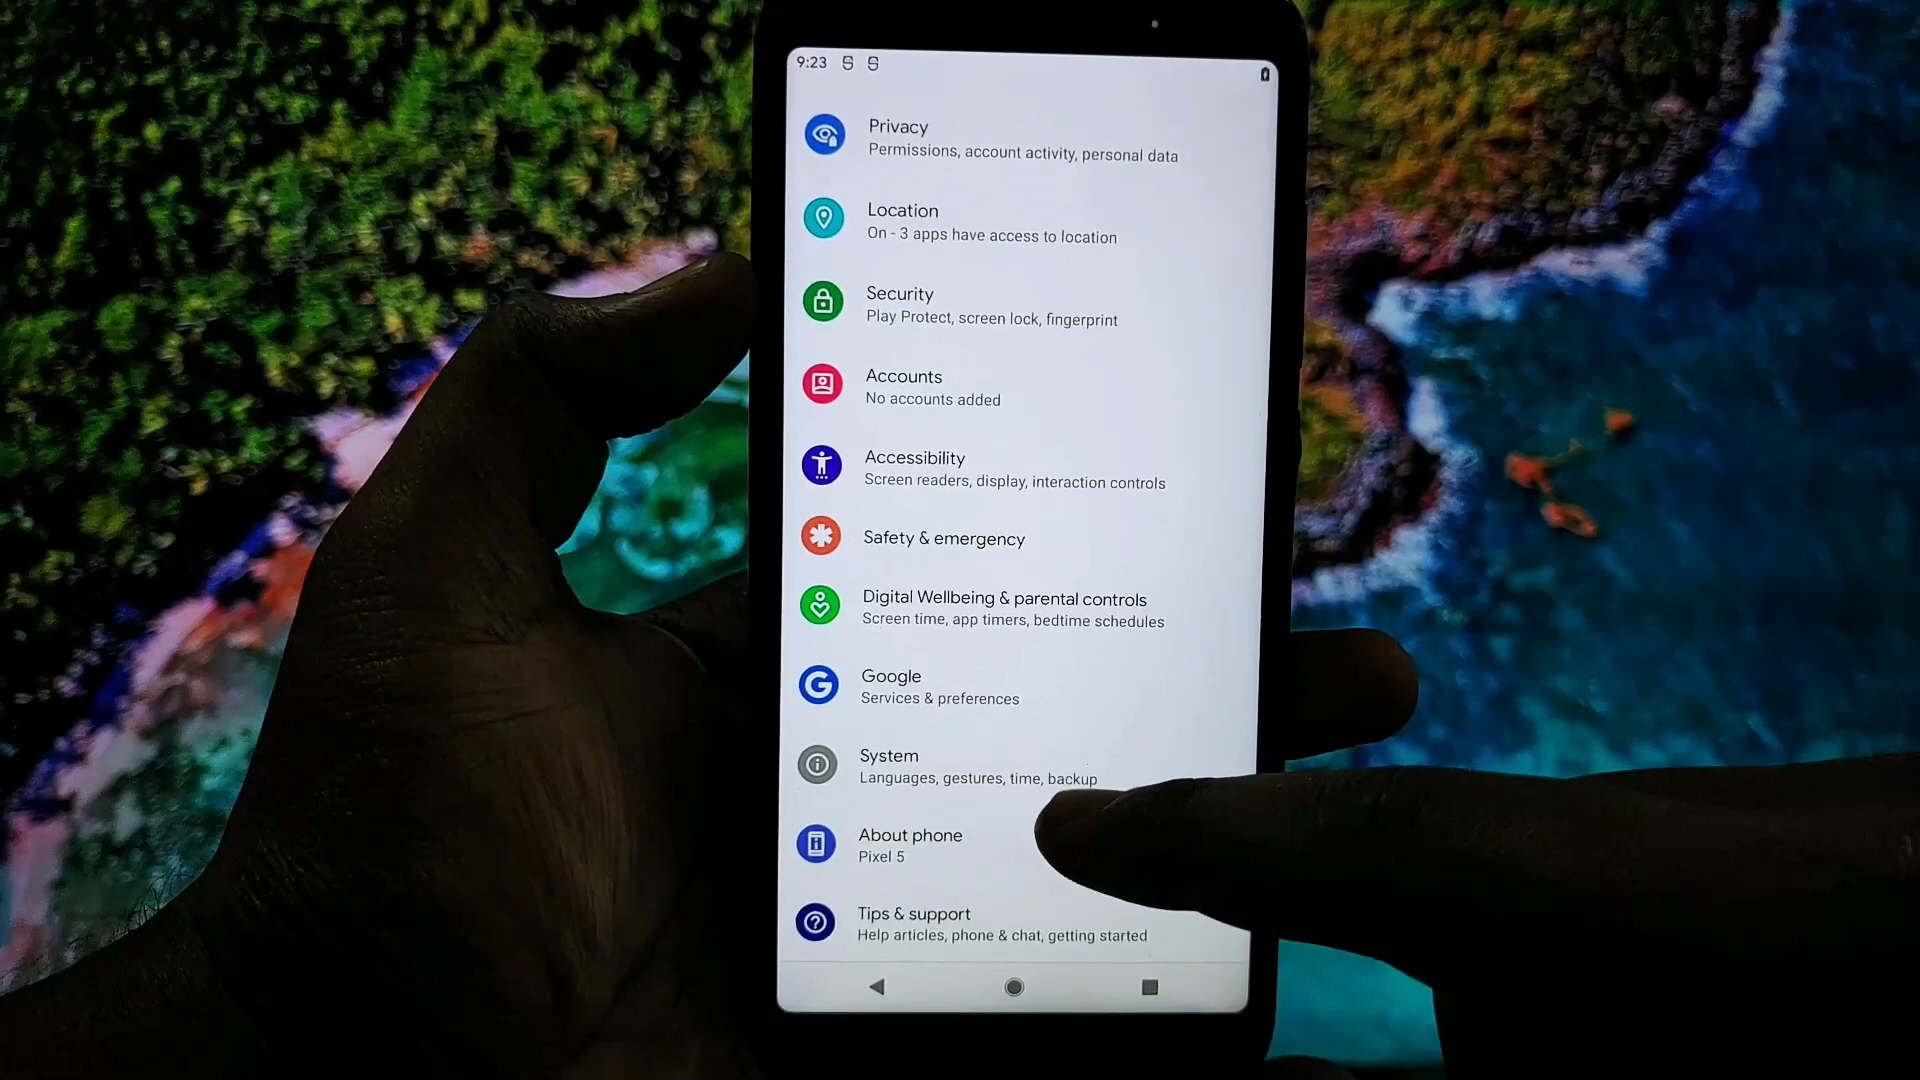 9:23
Privacy
Permissions, account activity, personal data
Location
On - 3 apps have access to location
Security
Play Protect, screen lock, fingerprint
Accounts
No accounts added
Accessibility
Screen readers, display, interaction controls
Safety & emergency
Digital Wellbeing & parental controls
Screen time, app timers, bedtime schedules
Google
Services & preferences
System
Languages, gestures, time, backup
About phone
Pixel 5
Tips & support
Help articles, phone & chat, getting started